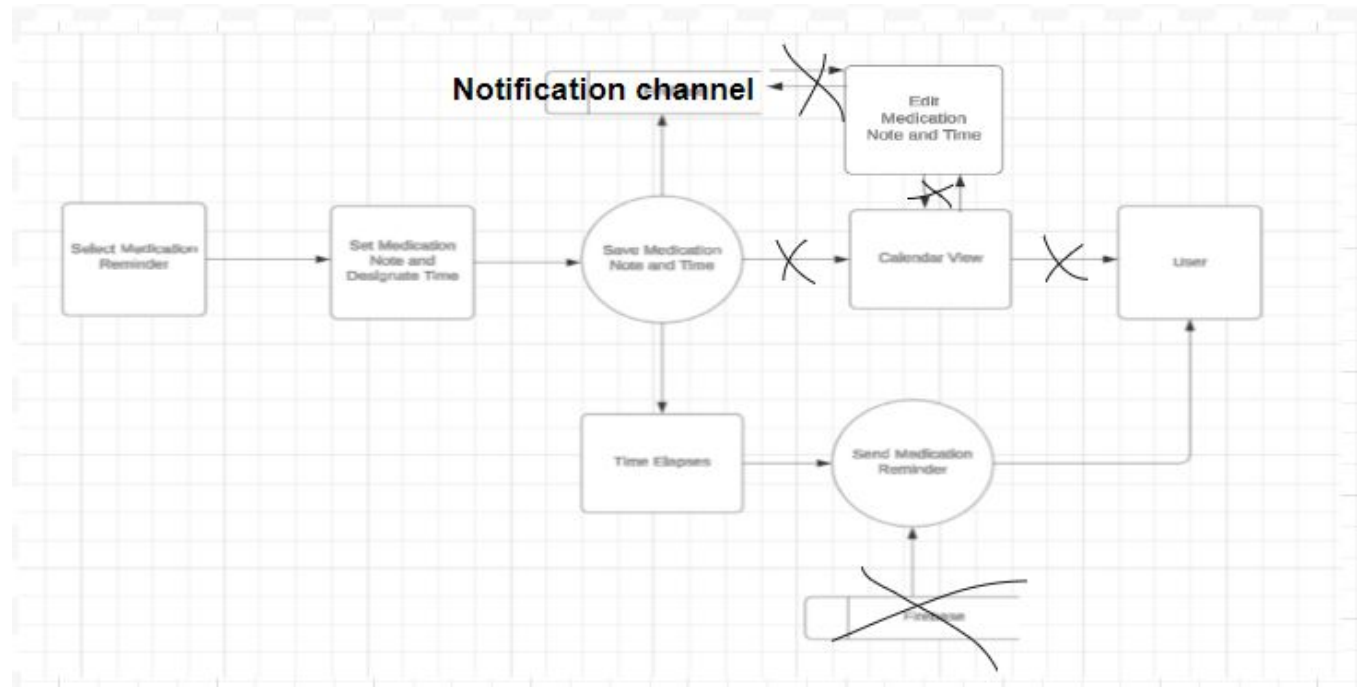 Notification channel
Edit
Medication
Note and Time
Select Medication
Reminder
Set Medication
Note and
Designate Time
Save Medication
Note and Time
Calendar View
User
Time Elapses
Send Medication
Reminder
Firebase